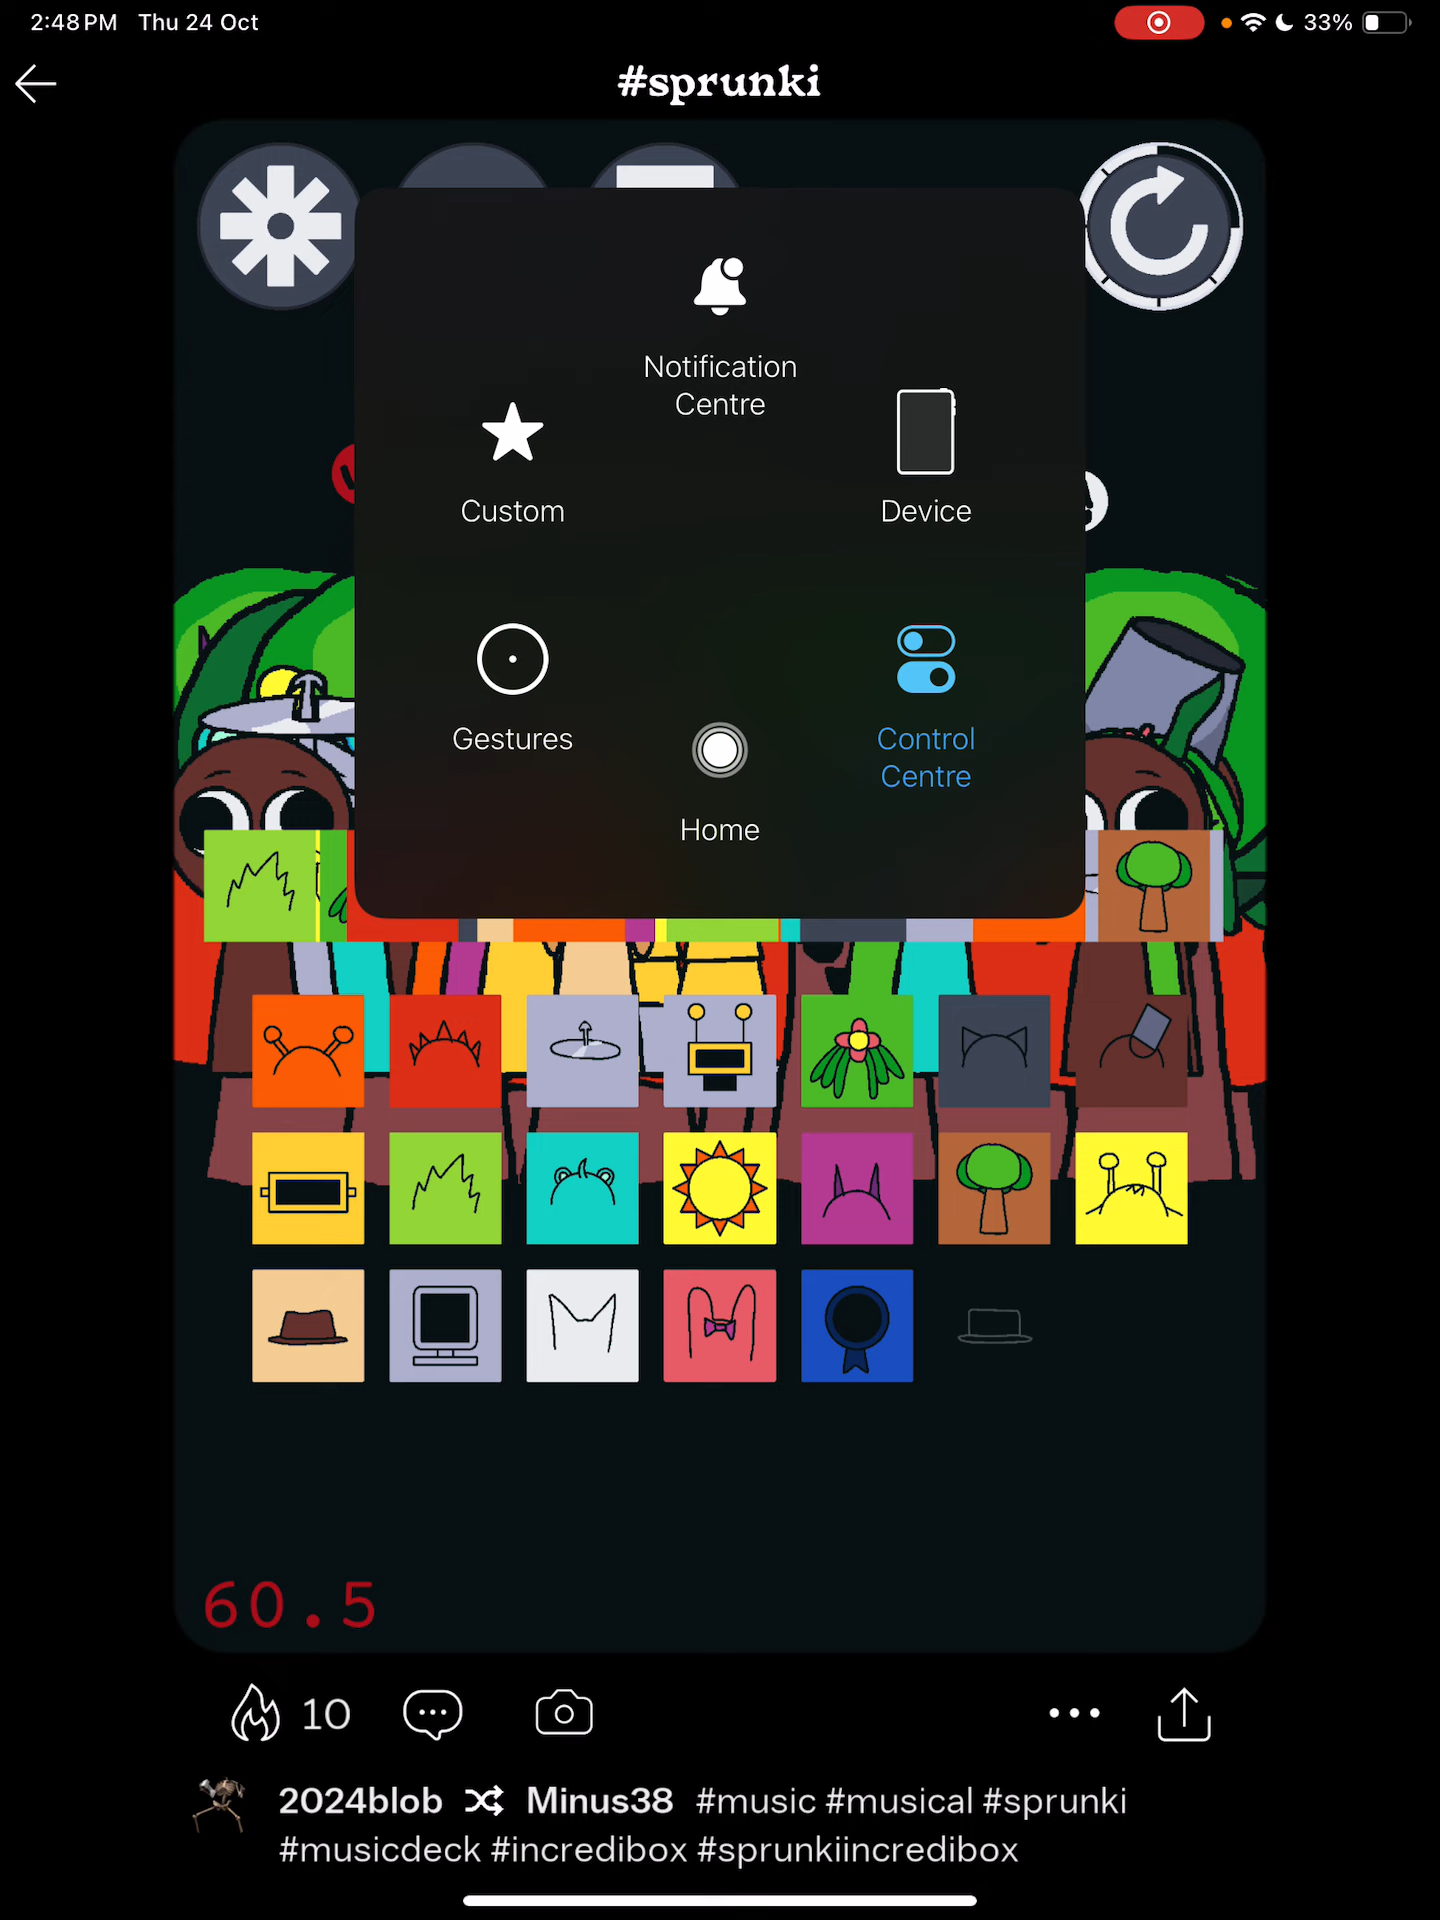 2:48 PM Thu 24 Oct
33%
#sprunki
Notification
Centre
Custom
Device
Gestures
Control
Centre
Home
60.5
10
2024blob Minus38 #music #musical #sprunki
#musicdeck #incredibox #sprunkiincredibox